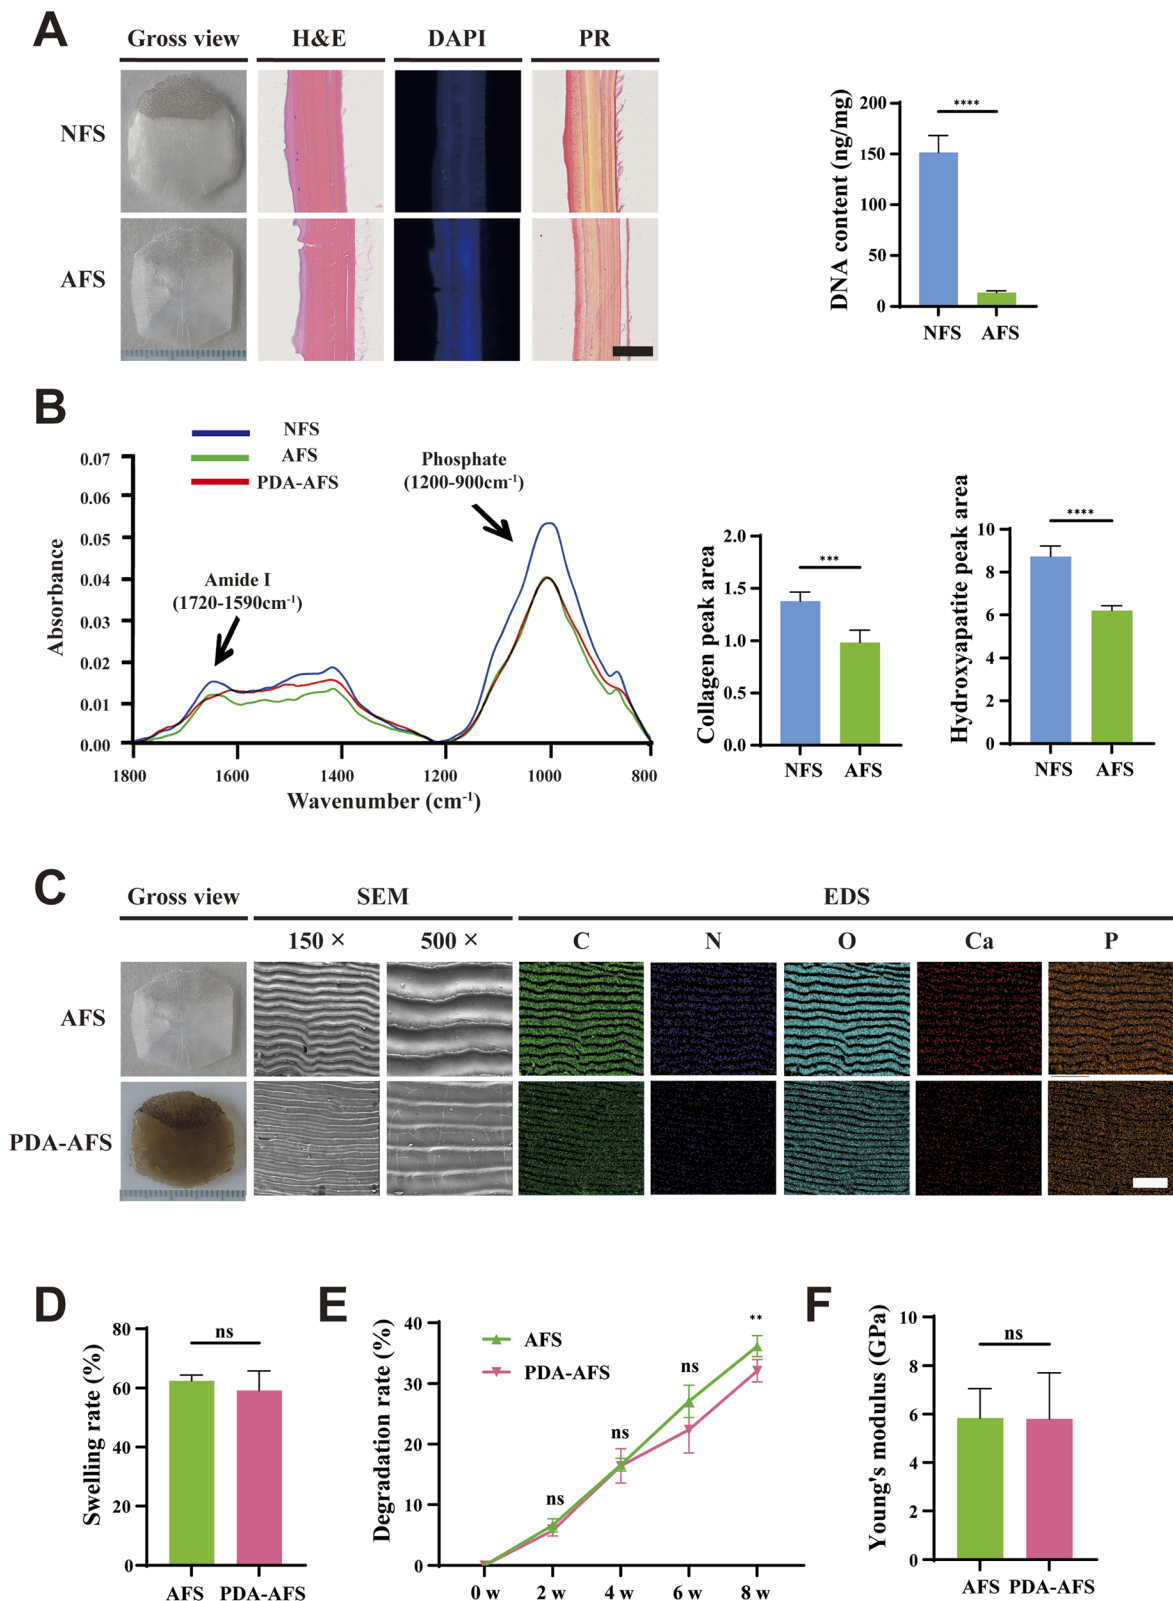 A
Gross view H&E DAPI PR
NFS
AFS
DNA content (ng/mg)
200
150
100
50
0
****
NFS AFS
B
NFS
AFS
PDA-AFS
Absorbance
0.07
0.06
0.05
0.04
0.03
0.02
0.01
0.00
Amide I
(1720-1590cm⁻¹)
Phosphate
(1200-900cm⁻¹)
1800 1600 1400 1200 1000 800
Wavenumber (cm⁻¹)
Collagen peak area
2.0
1.5
1.0
0.5
0.0
***
NFS AFS
Hydroxyapatite peak area
10
8
6
4
2
0
****
NFS AFS
C
Gross view SEM EDS
150 × 500 × C N O Ca P
AFS
PDA-AFS
D
Swelling rate (%)
80
60
40
20
0
ns
AFS PDA-AFS
E
Degradation rate (%)
40
30
20
10
0
AFS
PDA-AFS
ns
ns
ns
**
0 w 2 w 4 w 6 w 8 w
F
Young's modulus (GPa)
10
8
6
4
2
0
ns
AFS PDA-AFS